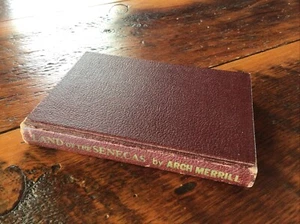 LAND OF THE SENECAS, by ARCH MERRILL